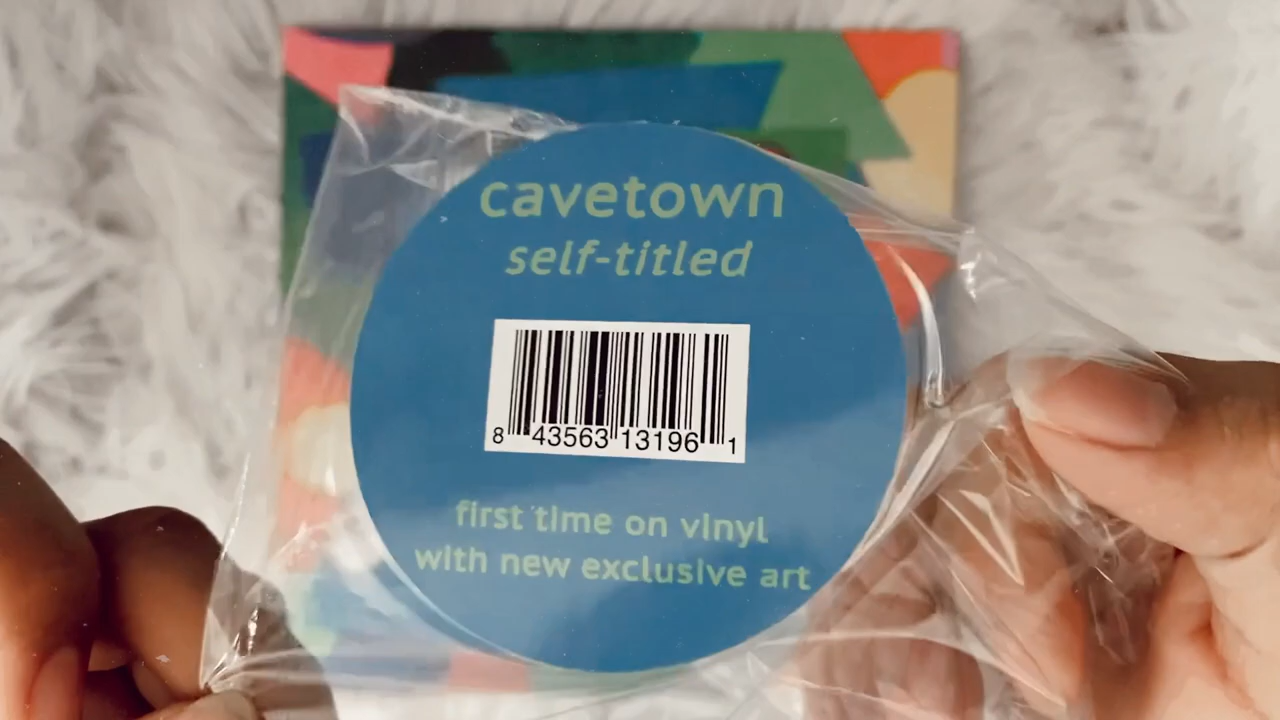 cavetown
self-titled
8 43563 13196 1
first time on vinyl
with new exclusive art